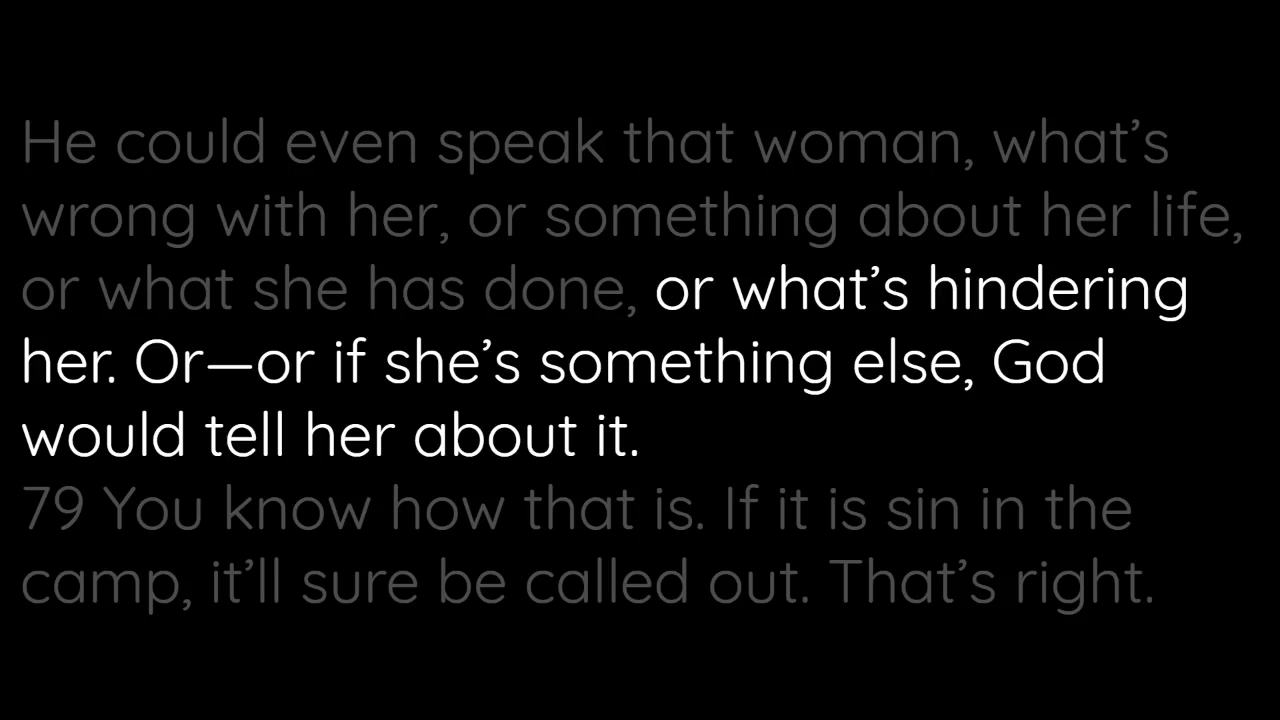 He could even speak that woman, what’s
wrong with her, or something about her life,
or what she has done, or what’s hindering
her. Or—or if she’s something else, God
would tell her about it.
79 You know how that is. If it is sin in the
camp, it’ll sure be called out. That’s right.